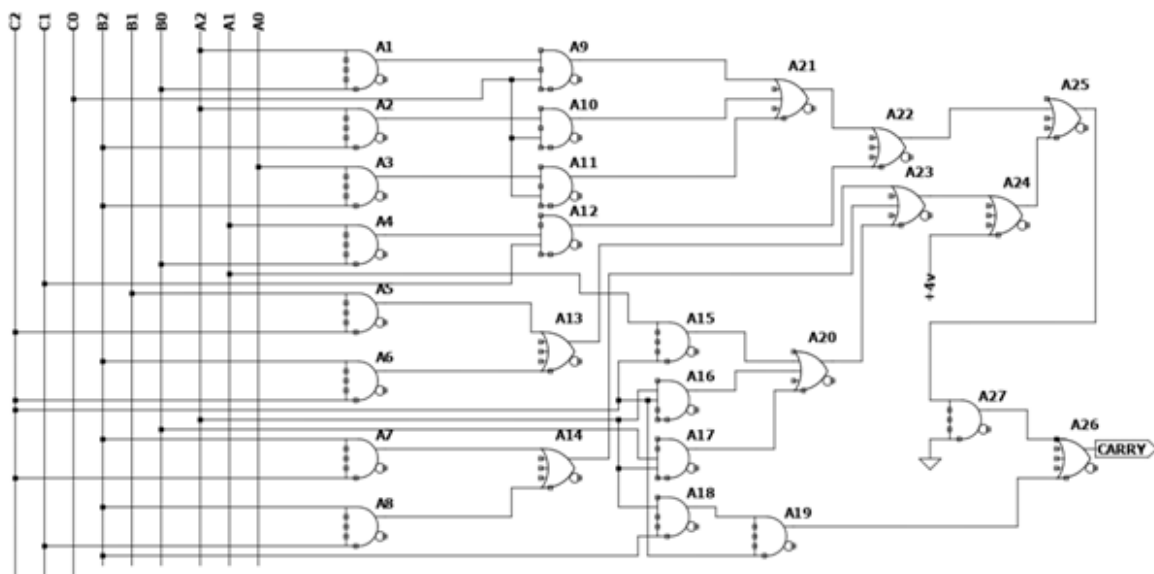 C2 C1 C0 B2 B1 B0 A2 A1 A0
A1
A9
A21
A25
A2
A10
A22
A3
A11
A23
A24
A4
A12
+4v
A5
A13
A15
A20
A6
A16
A27
A7
A14
A17
A26
CARRY
A8
A18
A19